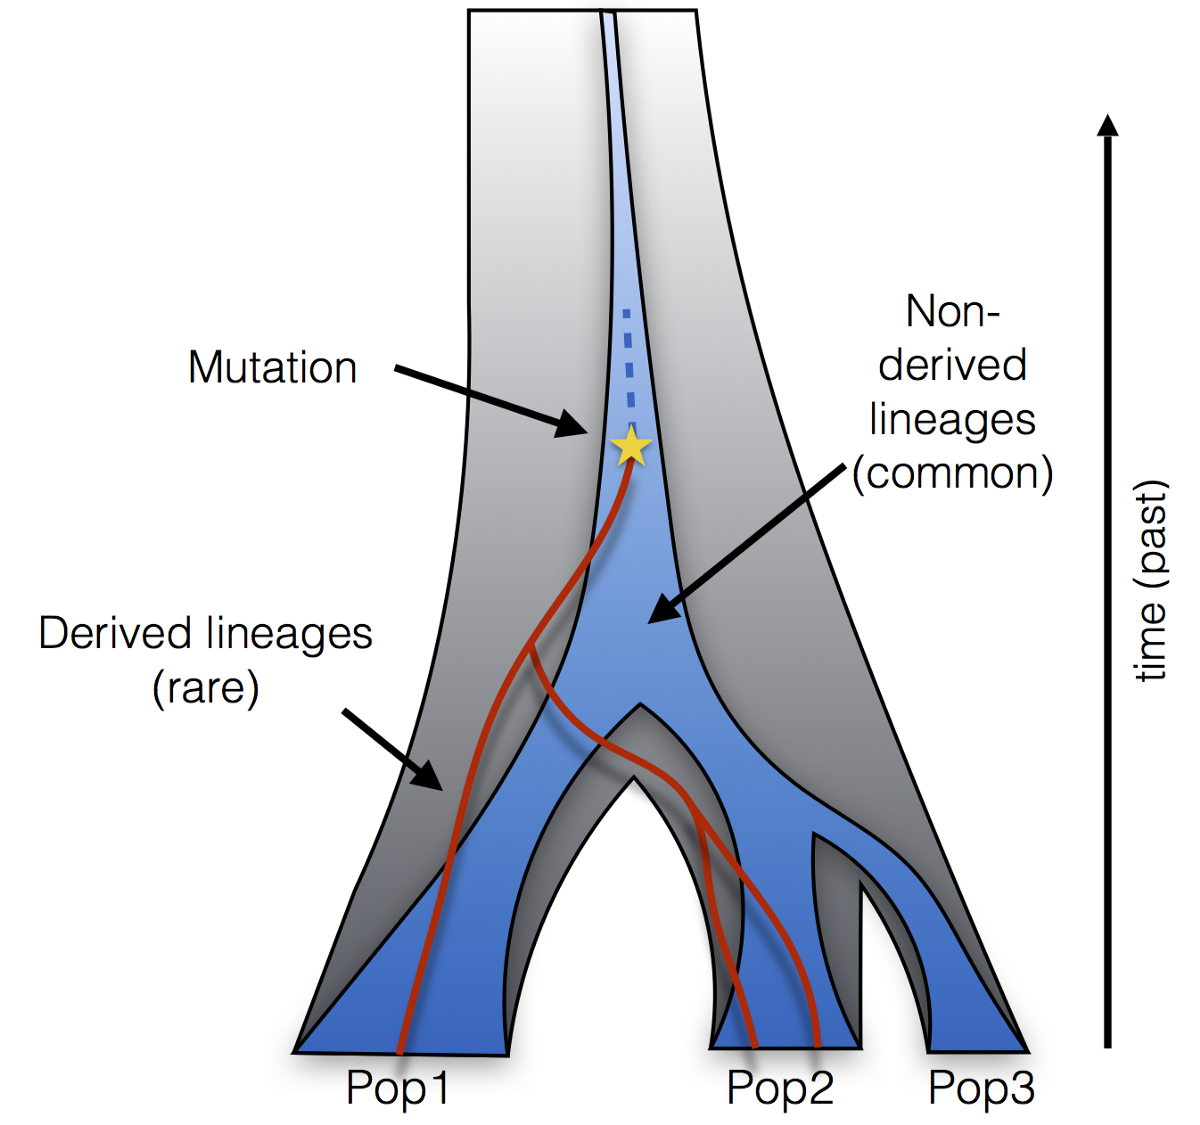 Non-
derived
lineages
(common)
Mutation
time (past)
Derived lineages
(rare)
Pop1
Pop2
Pop3